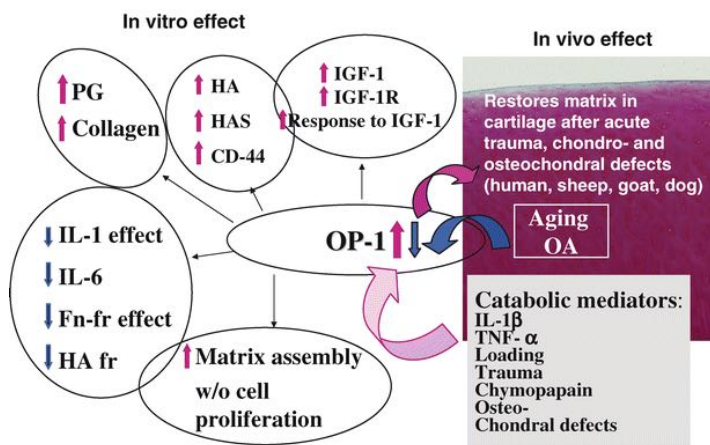 In vitro effect
In vivo effect
PG
Collagen
HA
HAS
CD-44
IGF-1
IGF-1R
Response to IGF-1
Restores matrix in
cartilage after acute
trauma, chondro- and
osteochondral defects
(human, sheep, goat, dog)
OP-1
Aging
OA
IL-1 effect
IL-6
Fn-fr effect
HA fr
Matrix assembly
w/o cell
proliferation
Catabolic mediators:
IL-1β
TNF- α
Loading
Trauma
Chymopapain
Osteo-
Chondral defects